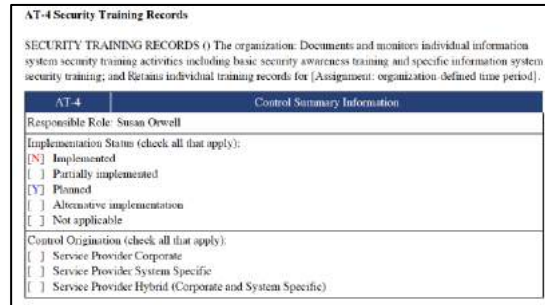 AT-4 Security Training Records
SECURITY TRAINING RECORDS () The organization: Documents and monitors individual information
system security training activities including basic security awareness training and specific information system
security training; and Retains individual training records for [Assignment: organization-defined time period].
AT-4 Control Summary Information
Responsible Role: Susan Orwell
Implementation Status (check all that apply):
[N] Implemented
[ ] Partially implemented
[Y] Planned
[ ] Alternative implementation
[ ] Not applicable
Control Origination (check all that apply):
[ ] Service Provider Corporate
[ ] Service Provider System Specific
[ ] Service Provider Hybrid (Corporate and System Specific)